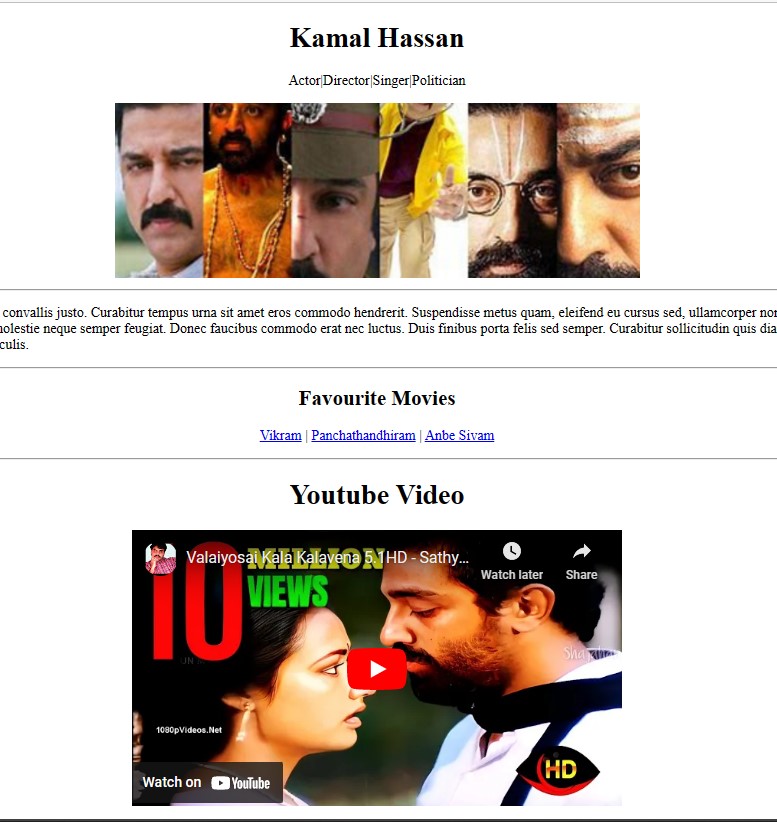 Kamal Hassan
Actor|Director|Singer|Politician
convallis justo. Curabitur tempus urna sit amet eros commodo hendrerit. Suspendisse metus quam, eleifend eu cursus sed, ullamcorper non
molestie neque semper feugiat. Donec faucibus commodo erat nec luctus. Duis finibus porta felis sed semper. Curabitur sollicitudin quis dia
culis.
Favourite Movies
Vikram | Panchathandhiram | Anbe Sivam
Youtube Video
Valaiyosai Kala Kalavena 5.1HD - Sathy...
Watch later
Share
10 MILLION
VIEWS
1080pVideos.Net
HD
Watch on YouTube